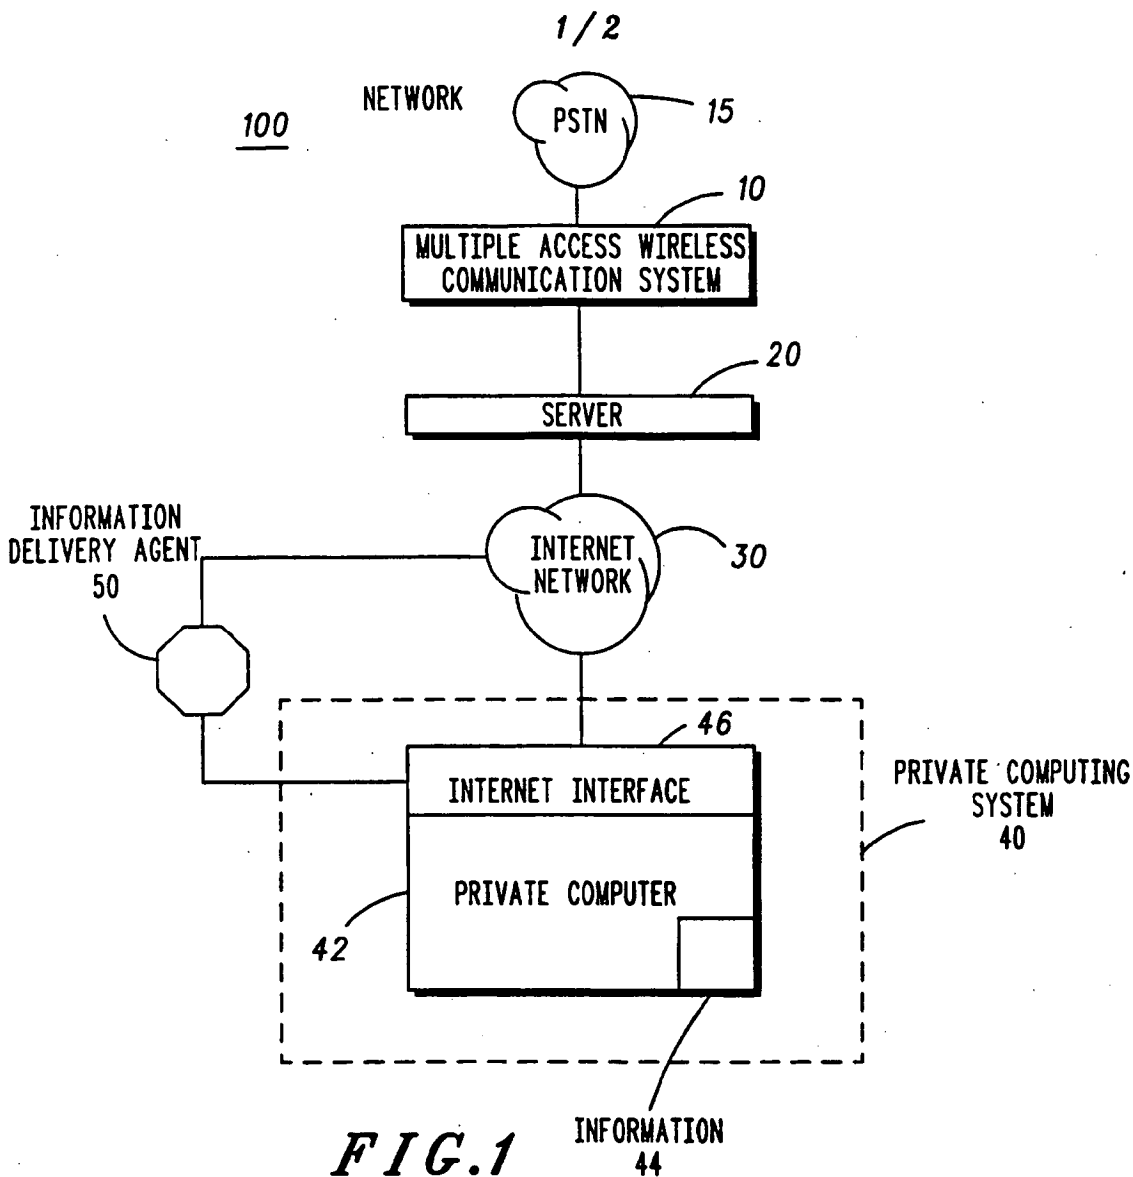 1/2
NETWORK
PSTN
15
100
10
MULTIPLE ACCESS WIRELESS
COMMUNICATION SYSTEM
20
SERVER
INFORMATION
DELIVERY AGENT
50
INTERNET
NETWORK
30
46
INTERNET INTERFACE
PRIVATE COMPUTING
SYSTEM
40
PRIVATE COMPUTER
42
INFORMATION
44
FIG.1